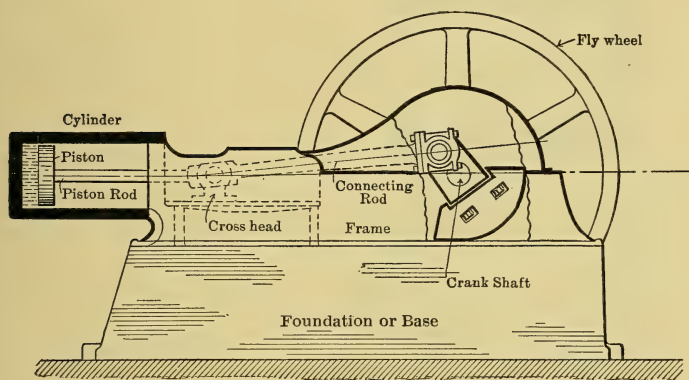 Fly wheel
Cylinder
Piston
Piston Rod
Connecting
Rod
Cross head
Frame
Crank Shaft
Foundation or Base